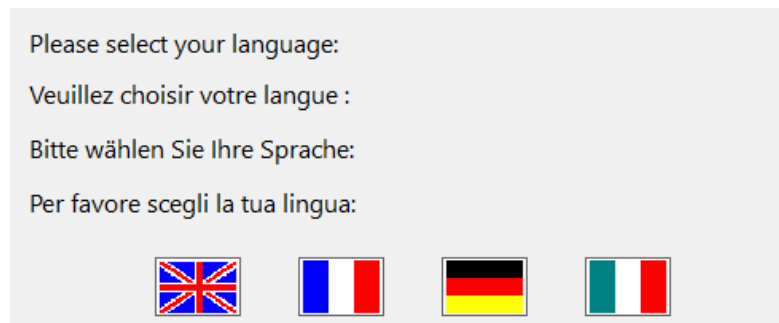 Please select your language:
Veuillez choisir votre langue :
Bitte wählen Sie Ihre Sprache:
Per favore scegli la tua lingua: